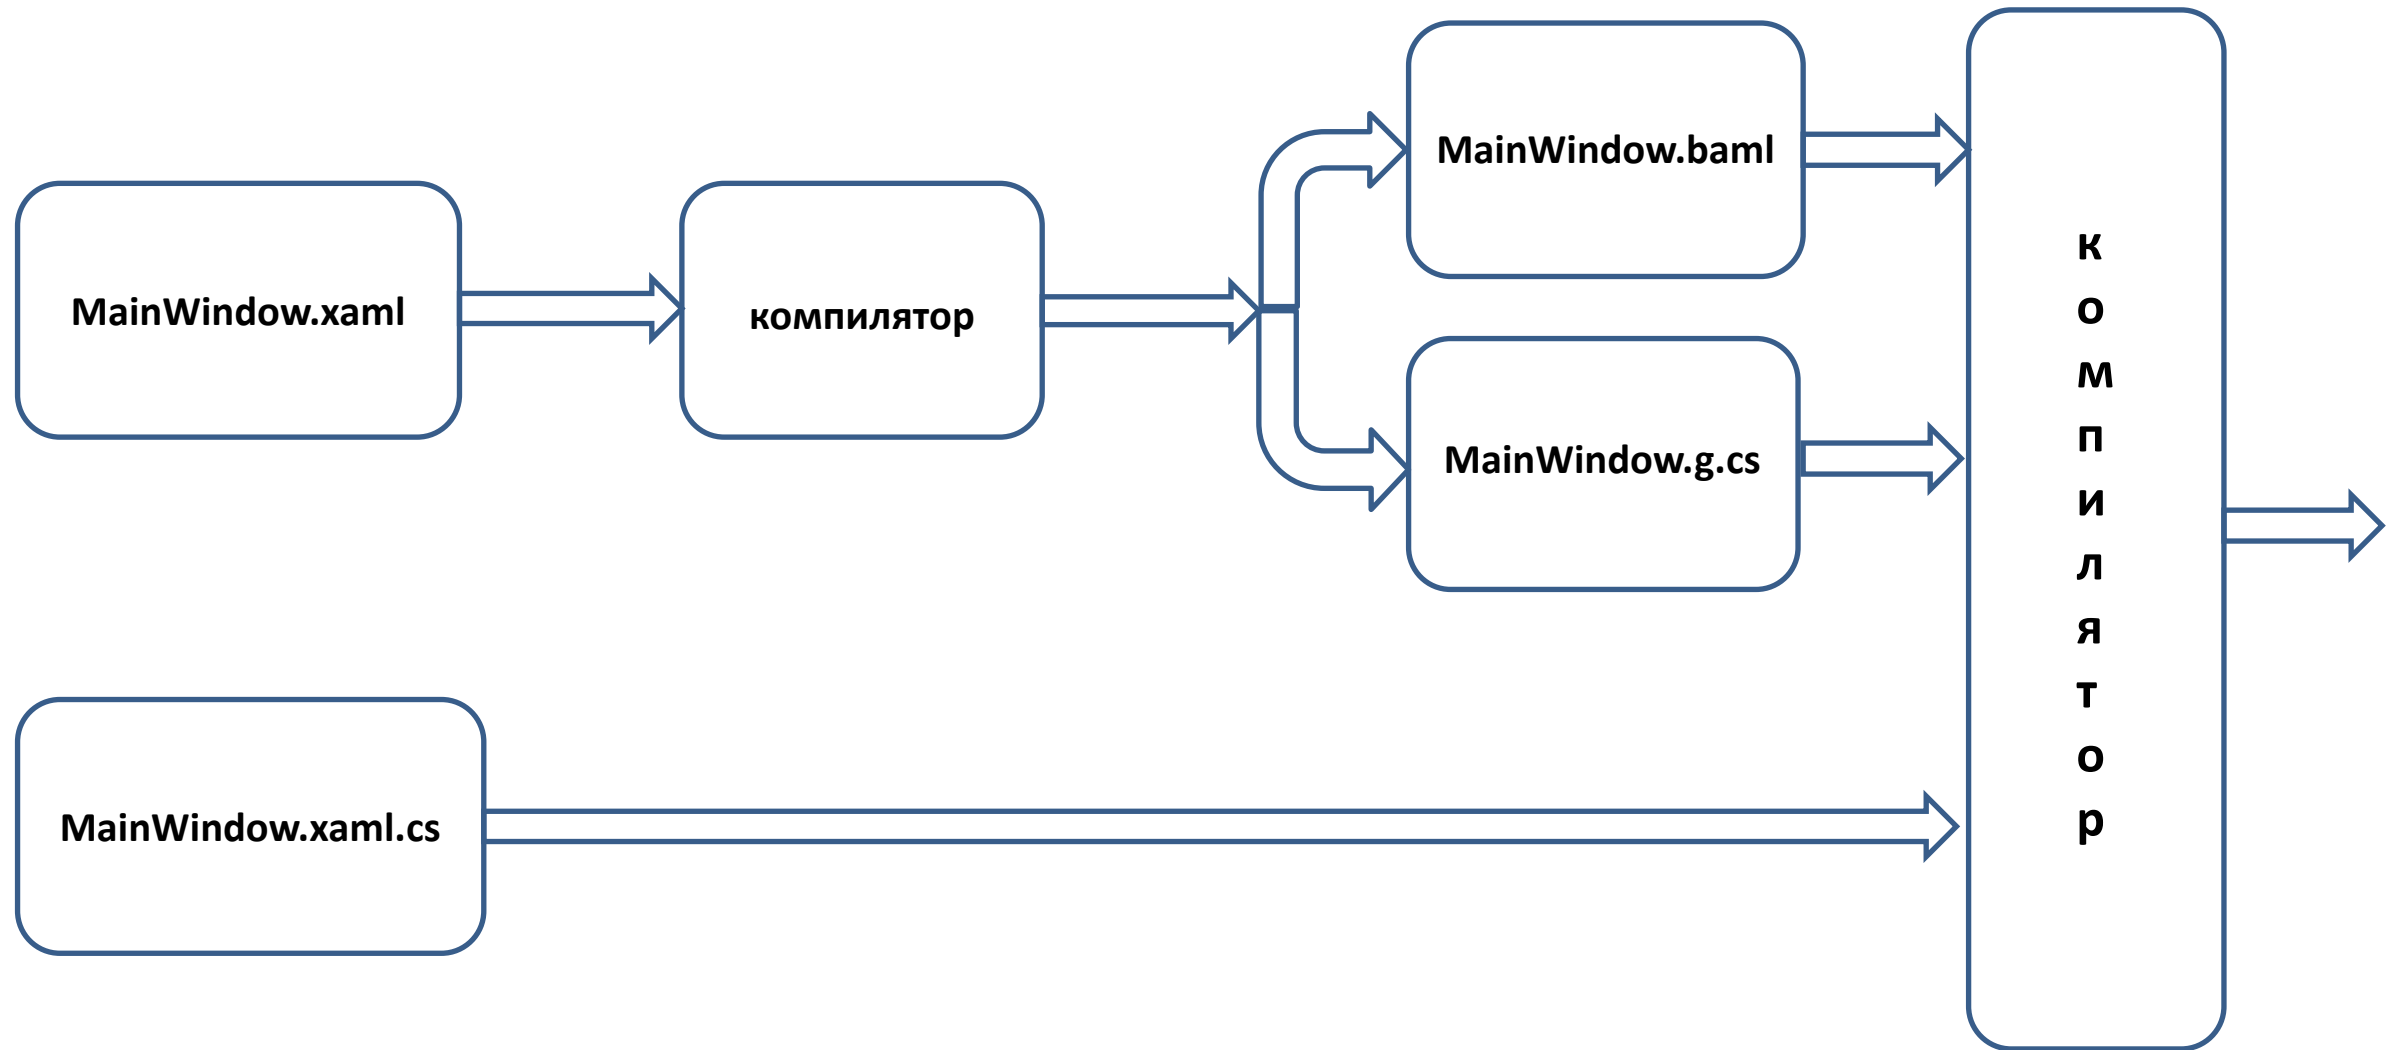 MainWindow.xaml
компилятор
MainWindow.baml
MainWindow.g.cs
MainWindow.xaml.cs
к
о
м
п
и
л
я
т
о
р